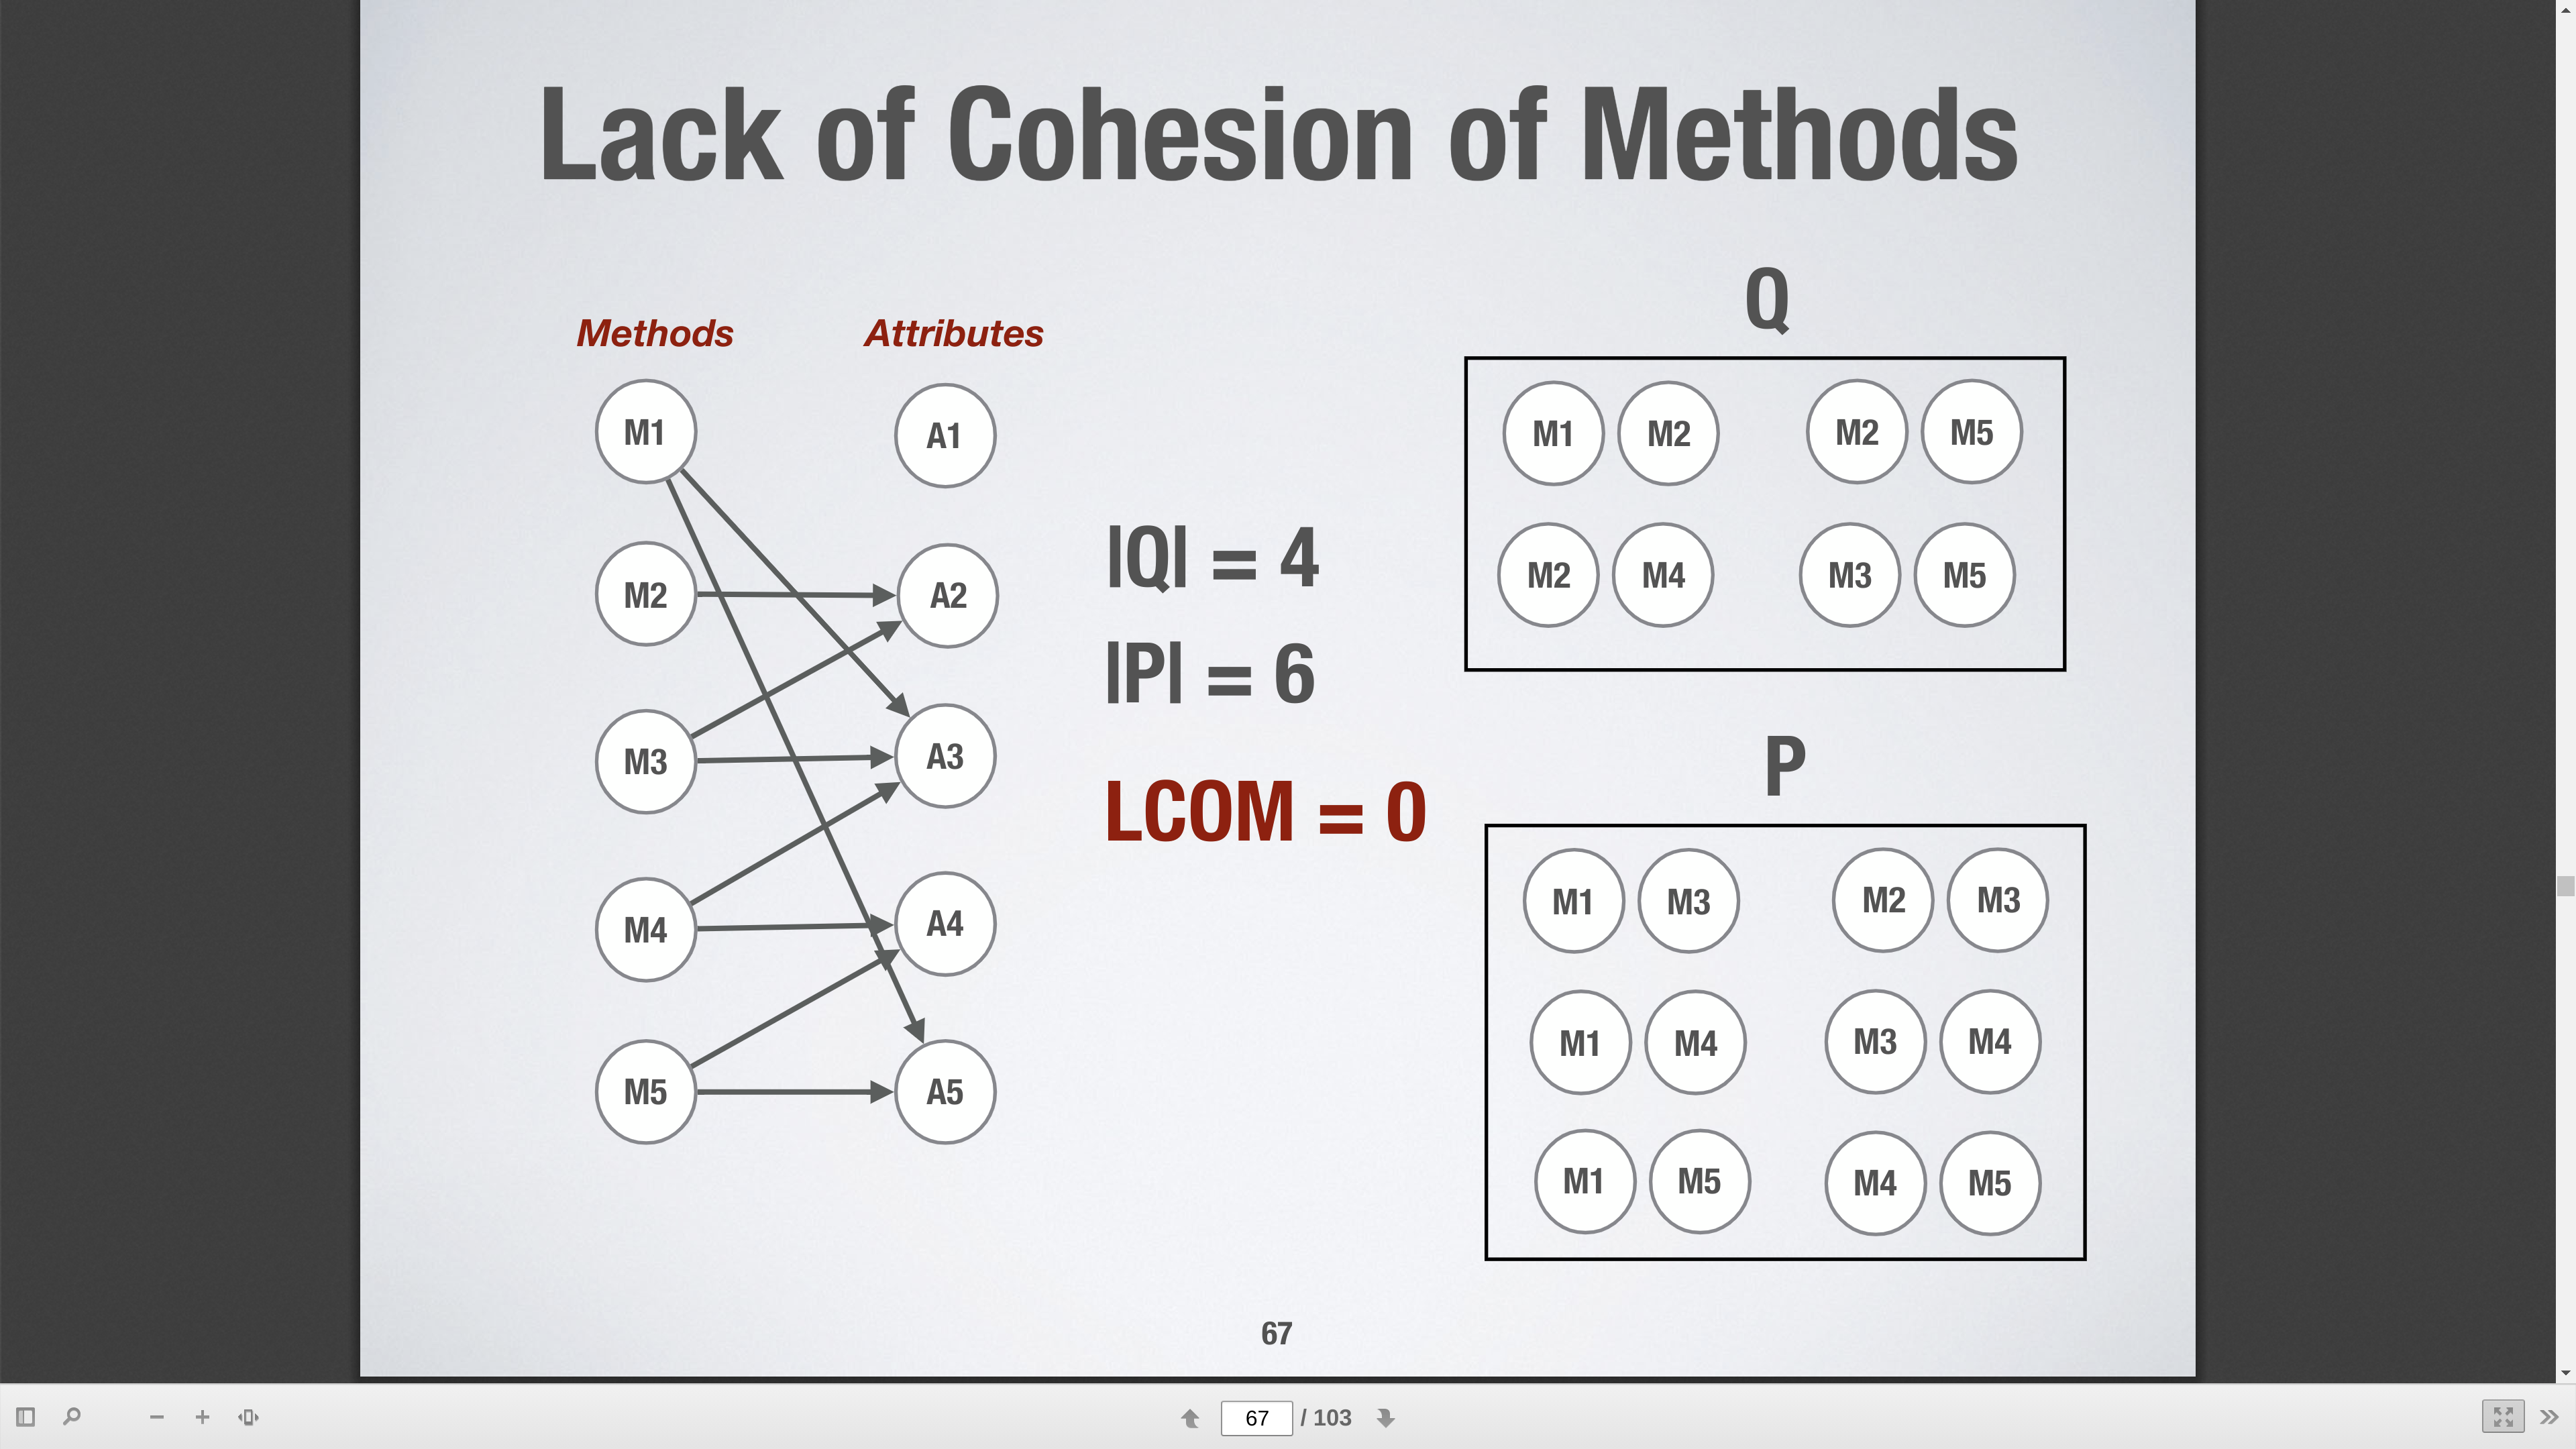 Lack of Cohesion of Methods
Methods
Attributes
M1
A1
M2
A2
M3
A3
M4
A4
M5
A5
|Q| = 4
|P| = 6
LCOM = 0
Q
M1 M2 M2 M5
M2 M4 M3 M5
P
M1 M3 M2 M3
M1 M4 M3 M4
M1 M5 M4 M5
67
67 / 103